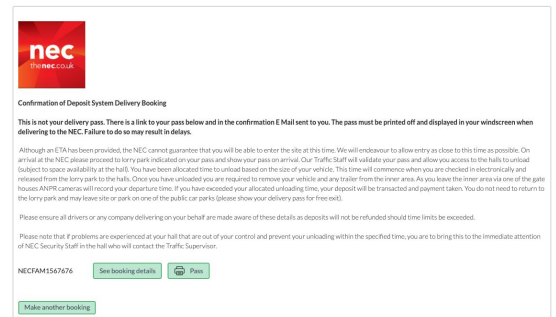 nec
thenec.co.uk
Confirmation of Deposit System Delivery Booking
This is not your delivery pass. There is a link to your pass below and in the confirmation E Mail sent to you. The pass must be printed off and displayed in your windscreen when
delivering to the NEC. Failure to do so may result in delays.
Although an ETA has been provided, the NEC cannot guarantee that you will be able to enter the site at this time. We will endeavour to allow entry as close to this time as possible. On
arrival at the NEC please proceed to lorry park indicated on your pass and show your pass on arrival. Our Traffic Staff will validate your pass and allow you access to the halls to unload
(subject to space availability at the hall). You have been allocated time to unload based on the size of your vehicle. This time will commence when you are checked in electronically and
released from the lorry park to the halls. Once you have unloaded you are required to remove your vehicle and any trailer from the inner area. As you leave the inner area via one of the gate
houses ANPR cameras will record your departure time. If you have exceeded your allocated unloading time, your deposit will be transacted and payment taken. You do not need to return to
the lorry park and may leave site or park on one of the public car parks (please show your delivery pass for free exit).
Please ensure all drivers or any company delivering on your behalf are made aware of these details as deposits will not be refunded should time limits be exceeded.
Please note that if problems are experienced at your hall that are out of your control and prevent your unloading within the specified time, you are to bring this to the immediate attention
of NEC Security Staff in the hall who will contact the Traffic Supervisor.
NECFAM1567676 See booking details Pass
Make another booking